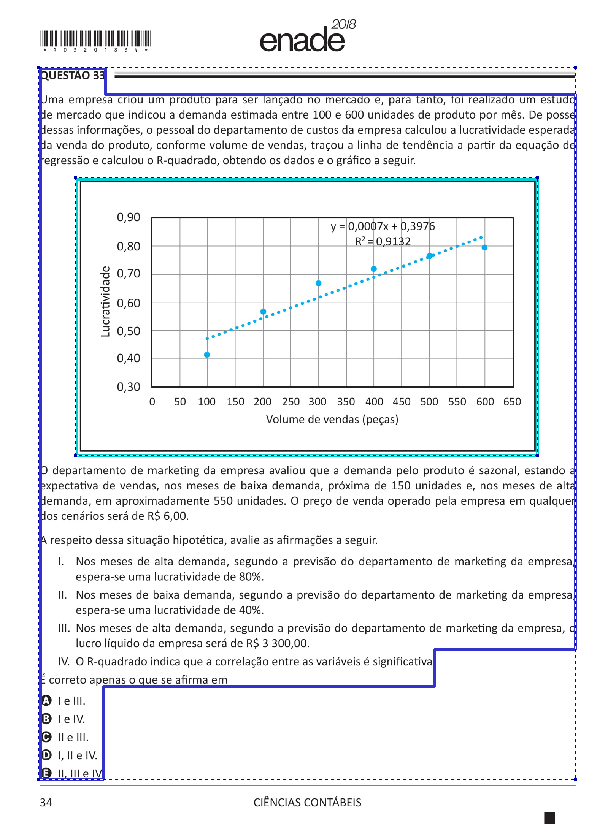 *R03201834*
enade 2018
QUESTÃO 33
Uma empresa criou um produto para ser lançado no mercado e, para tanto, foi realizado um estudo
de mercado que indicou a demanda estimada entre 100 e 600 unidades de produto por mês. De posse
dessas informações, o pessoal do departamento de custos da empresa calculou a lucratividade esperada
da venda do produto, conforme volume de vendas, traçou a linha de tendência a partir da equação de
regressão e calculou o R-quadrado, obtendo os dados e o gráfico a seguir.
y = 0,0007x + 0,3976
R² = 0,9132
0,90
0,80
0,70
0,60
0,50
0,40
0,30
Lucratividade
0 50 100 150 200 250 300 350 400 450 500 550 600 650
Volume de vendas (peças)
O departamento de marketing da empresa avaliou que a demanda pelo produto é sazonal, estando a
expectativa de vendas, nos meses de baixa demanda, próxima de 150 unidades e, nos meses de alta
demanda, em aproximadamente 550 unidades. O preço de venda operado pela empresa em qualquer
dos cenários será de R$ 6,00.
A respeito dessa situação hipotética, avalie as afirmações a seguir.
I. Nos meses de alta demanda, segundo a previsão do departamento de marketing da empresa,
espera-se uma lucratividade de 80%.
II. Nos meses de baixa demanda, segundo a previsão do departamento de marketing da empresa,
espera-se uma lucratividade de 40%.
III. Nos meses de alta demanda, segundo a previsão do departamento de marketing da empresa, o
lucro líquido da empresa será de R$ 3 300,00.
IV. O R-quadrado indica que a correlação entre as variáveis é significativa.
É correto apenas o que se afirma em
A I e III.
B I e IV.
C II e III.
D I, II e IV.
E II, III e IV.
34
CIÊNCIAS CONTÁBEIS